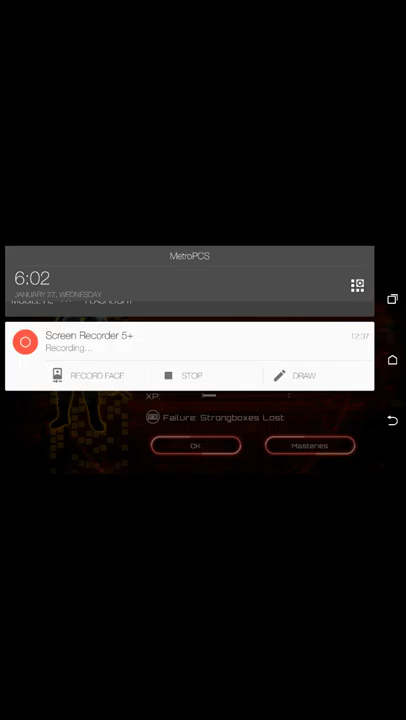 MetroPCS
6:02
JANUARY 27, WEDNESDAY
Screen Recorder 5+
12:37
Recording...
RECORD FACE
STOP
DRAW
XP:
Failure: Strongboxes Lost
OK
Masteries